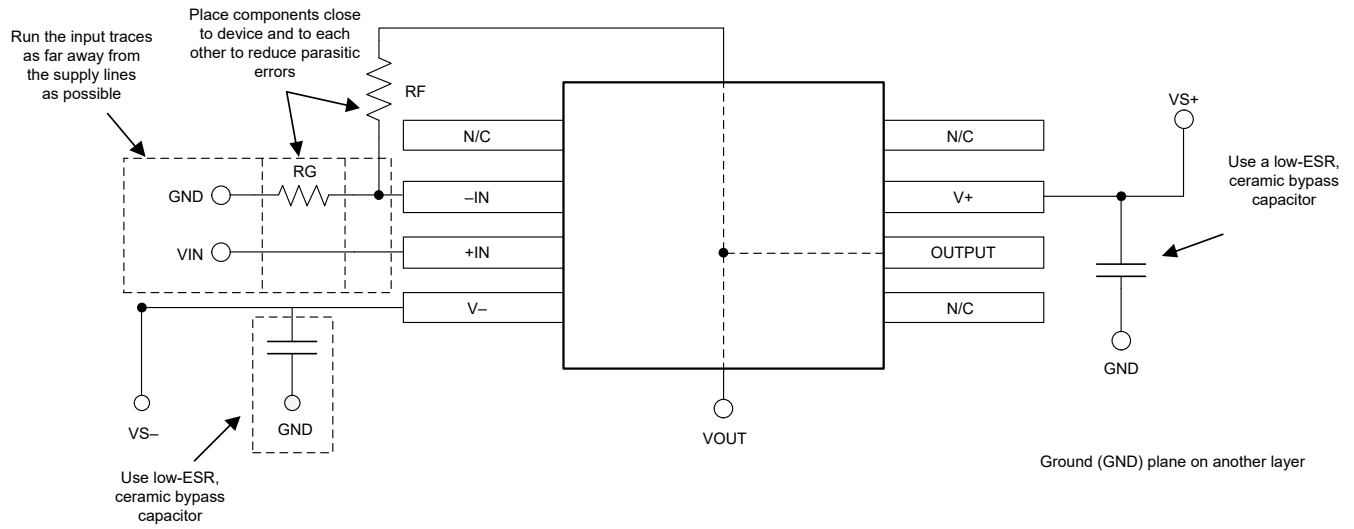 Place components close
to device and to each
other to reduce parasitic
errors
Run the input traces
as far away from
the supply lines
as possible
RF
VS+
N/C
N/C
Use a low-ESR,
ceramic bypass
capacitor
RG
GND
–IN
V+
VIN
+IN
OUTPUT
V–
N/C
GND
VS–
GND
VOUT
Ground (GND) plane on another layer
Use low-ESR,
ceramic bypass
capacitor